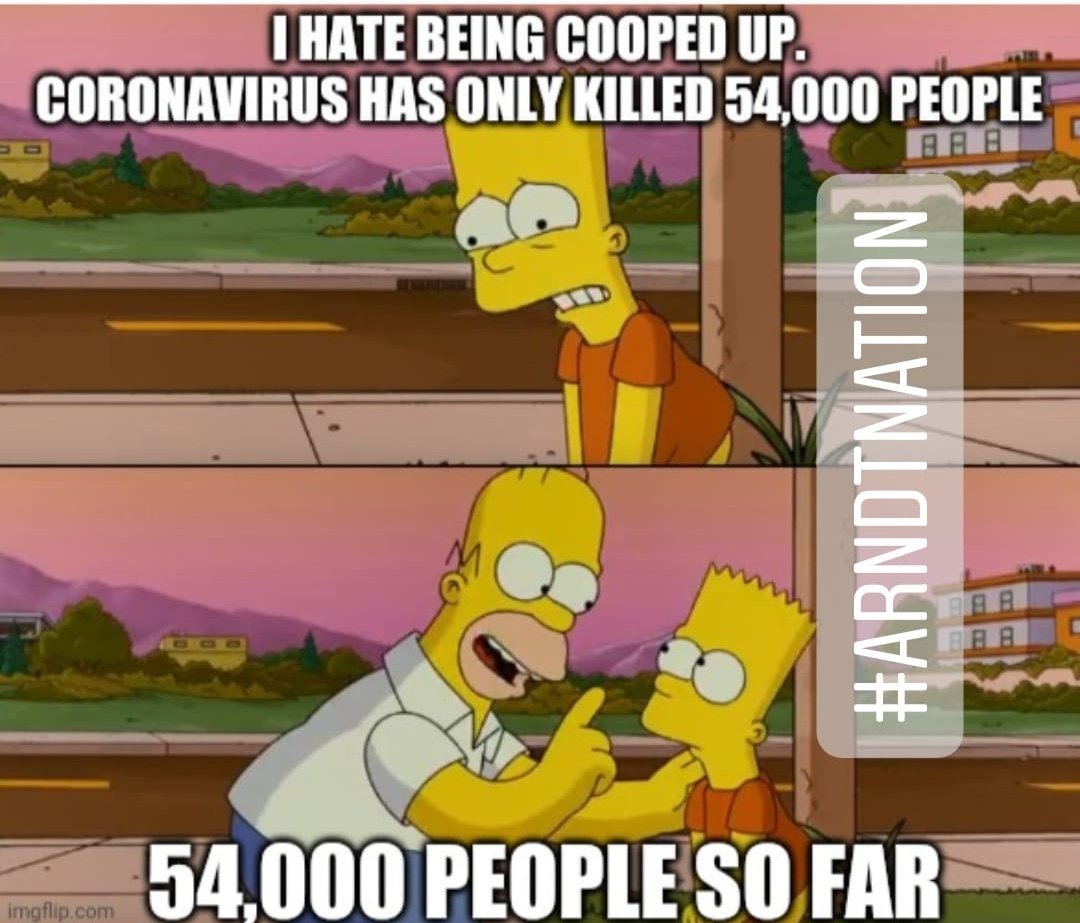 I HATE BEING COOPED UP.
CORONAVIRUS HAS ONLY KILLED 54,000 PEOPLE
#ARNDTNATION
54,000 PEOPLE SO FAR
imgflip.com